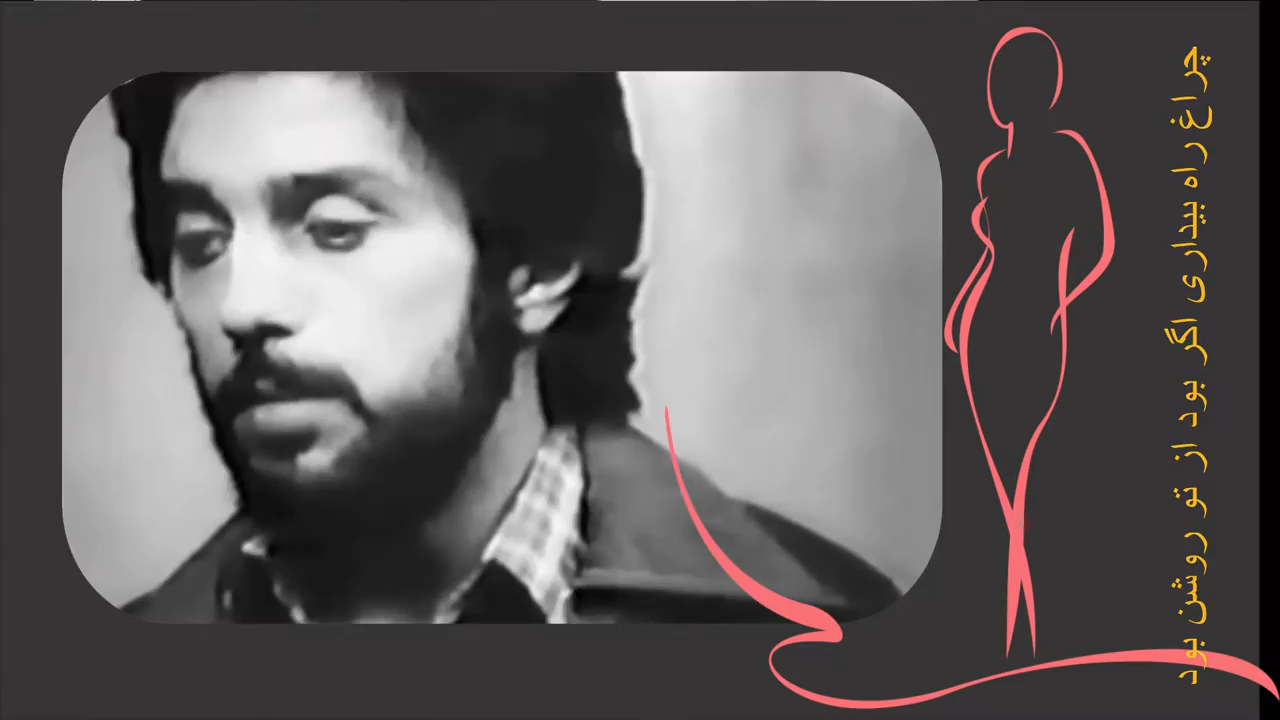 چراغ راه بیداری اگر بود از تو روشن بود